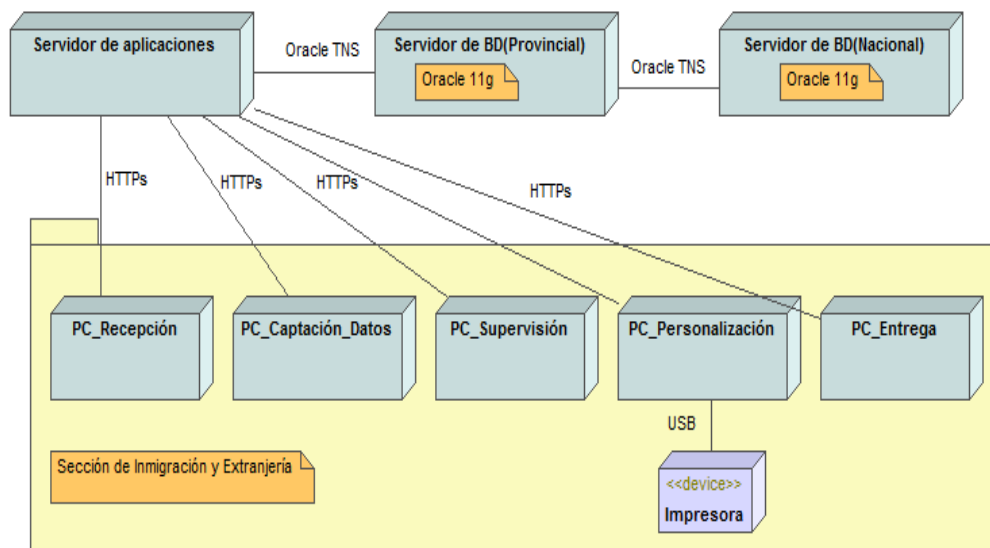 Servidor de aplicaciones
Oracle TNS
Servidor de BD(Provincial)
Oracle 11g
Oracle TNS
Servidor de BD(Nacional)
Oracle 11g
HTTPs
HTTPs
HTTPs
HTTPs
PC_Recepción
PC_Captación_Datos
PC_Supervisión
PC_Personalización
PC_Entrega
USB
Sección de Inmigración y Extranjería
<<device>>
Impresora